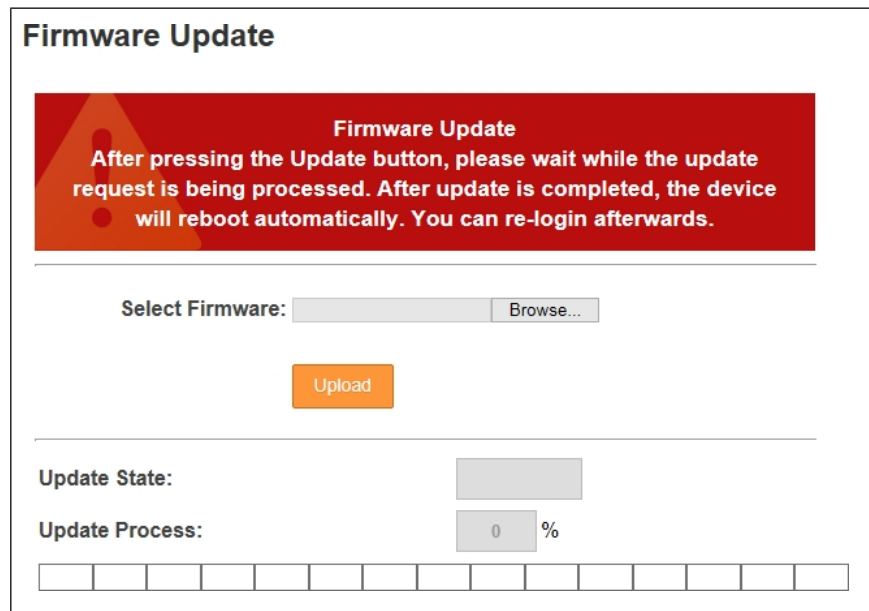 Firmware Update
Firmware Update
After pressing the Update button, please wait while the update
request is being processed. After update is completed, the device
will reboot automatically. You can re-login afterwards.
Select Firmware: Browse...
Upload
Update State:
Update Process: 0 %